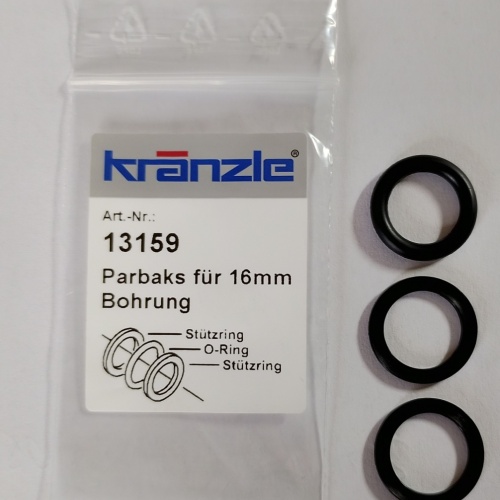 Kränzle®
Art.-Nr.:
13159
Parbaks für 16mm
Bohrung
Stützring
O-Ring
Stützring